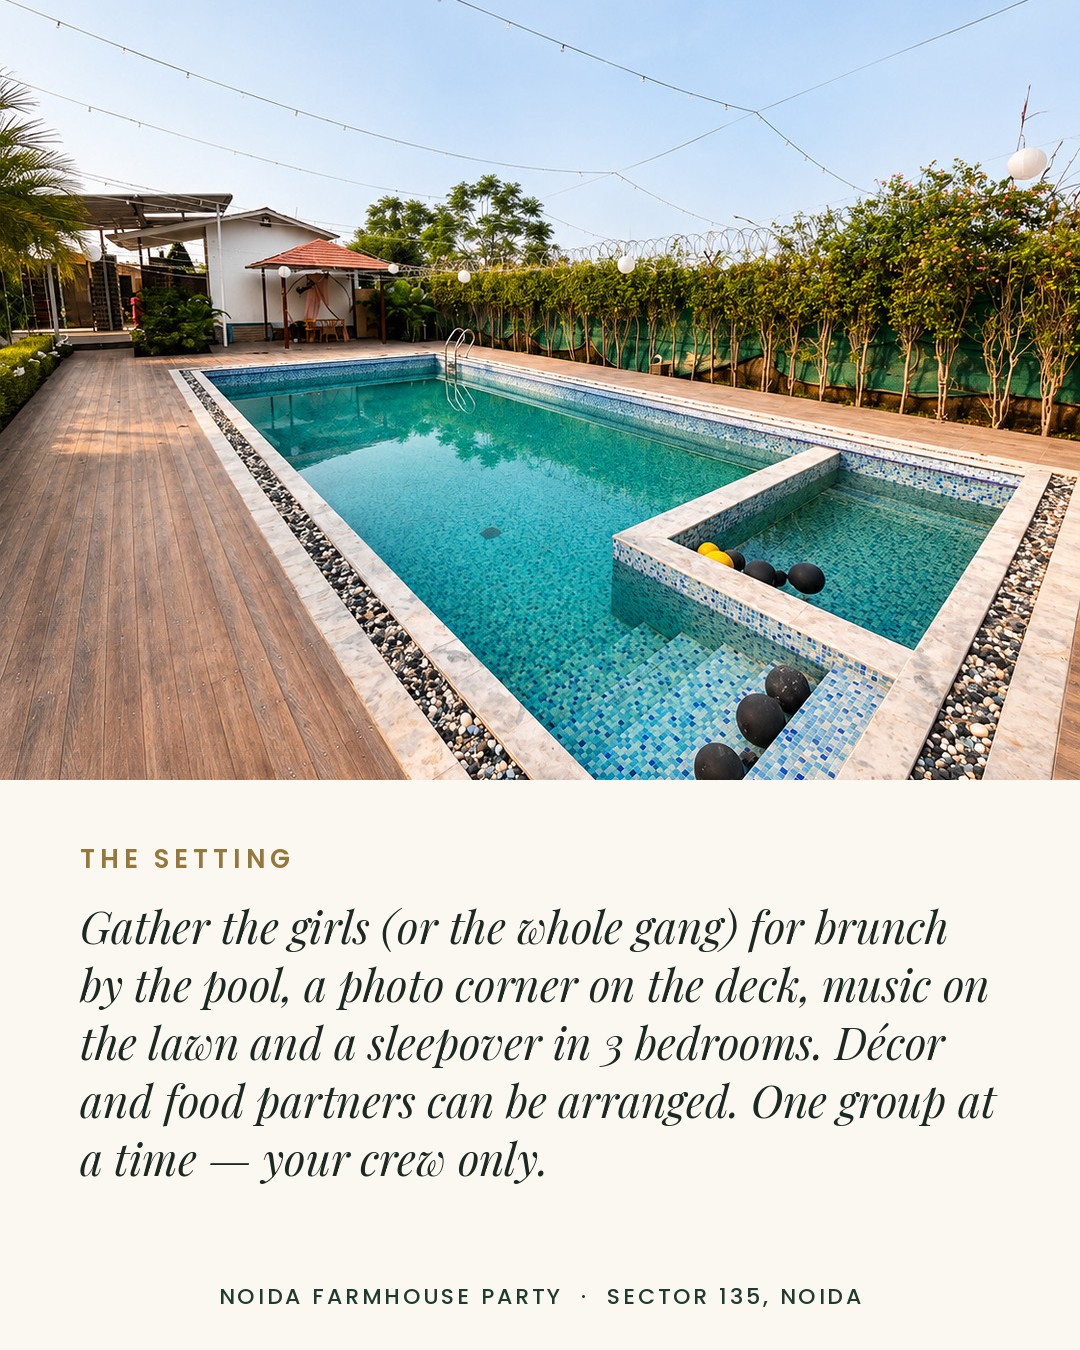 THE SETTING
Gather the girls (or the whole gang) for brunch
by the pool, a photo corner on the deck, music on
the lawn and a sleepover in 3 bedrooms. Décor
and food partners can be arranged. One group at
a time — your crew only.
NOIDA FARMHOUSE PARTY · SECTOR 135, NOIDA